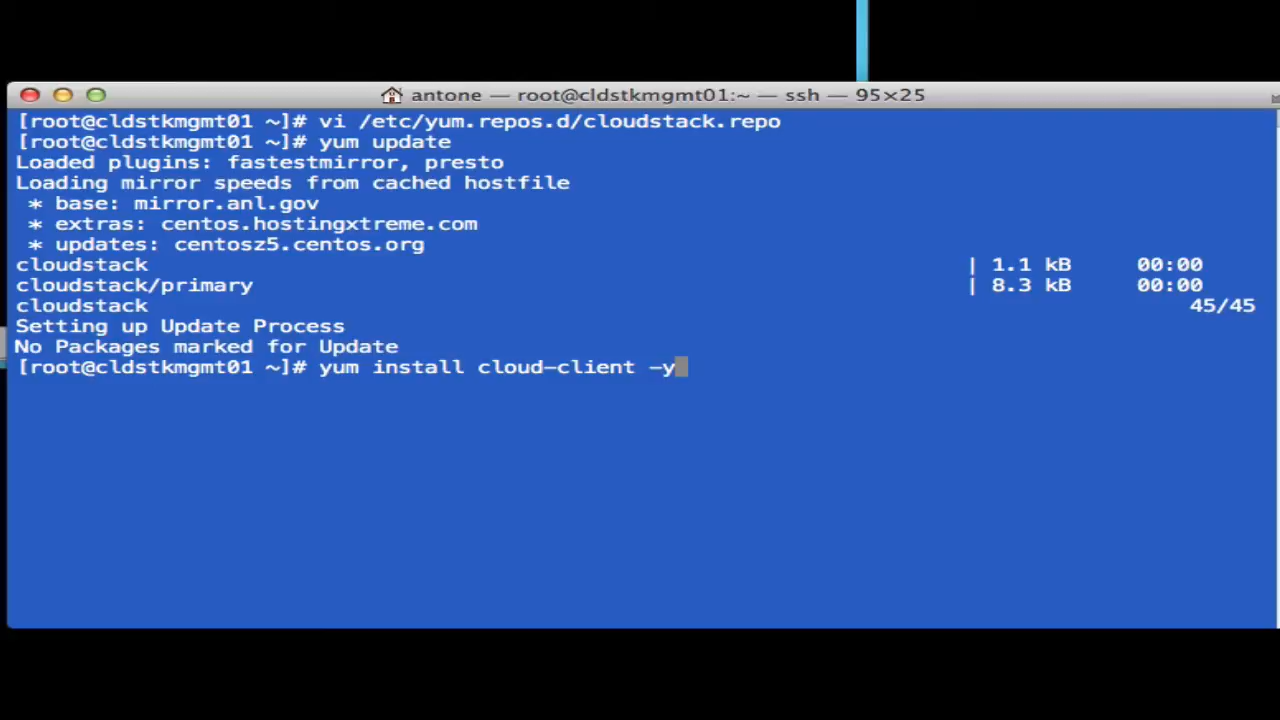 antone — root@cldstkmgmt01:~ — ssh — 95×25
[root@cldstkmgmt01 ~]# vi /etc/yum.repos.d/cloudstack.repo
[root@cldstkmgmt01 ~]# yum update
Loaded plugins: fastestmirror, presto
Loading mirror speeds from cached hostfile
* base: mirror.anl.gov
* extras: centos.hostingxtreme.com
* updates: centosz5.centos.org
cloudstack | 1.1 kB 00:00
cloudstack/primary | 8.3 kB 00:00
cloudstack 45/45
Setting up Update Process
No Packages marked for Update
[root@cldstkmgmt01 ~]# yum install cloud-client -y